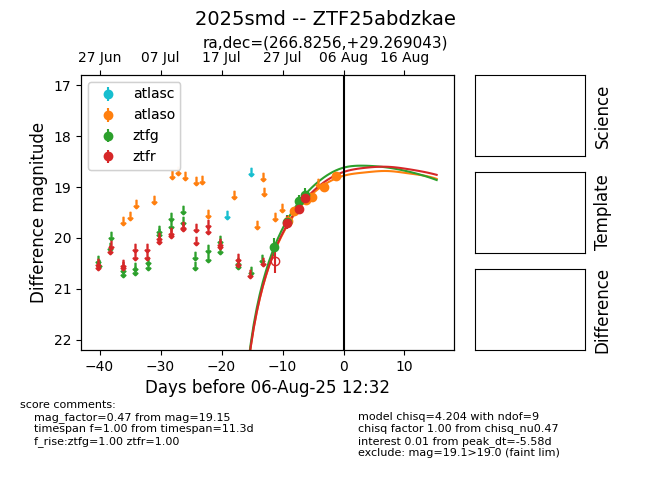 2025smd -- ZTF25abdzkae
ra,dec=(266.8256,+29.269043)
27 Jun 07 Jul 17 Jul 27 Jul 06 Aug 16 Aug
17
18
19
20
21
22
Difference magnitude
atlasc
atlaso
ztfg
ztfr
−40 −30 −20 −10 0 10
Days before 06-Aug-25 12:32
Science
Template
Difference
score comments:
mag_factor=0.47 from mag=19.15
timespan f=1.00 from timespan=11.3d
f_rise:ztfg=1.00 ztfr=1.00
model chisq=4.204 with ndof=9
chisq factor 1.00 from chisq_nu0.47
interest 0.01 from peak_dt=-5.58d
exclude: mag=19.1>19.0 (faint lim)